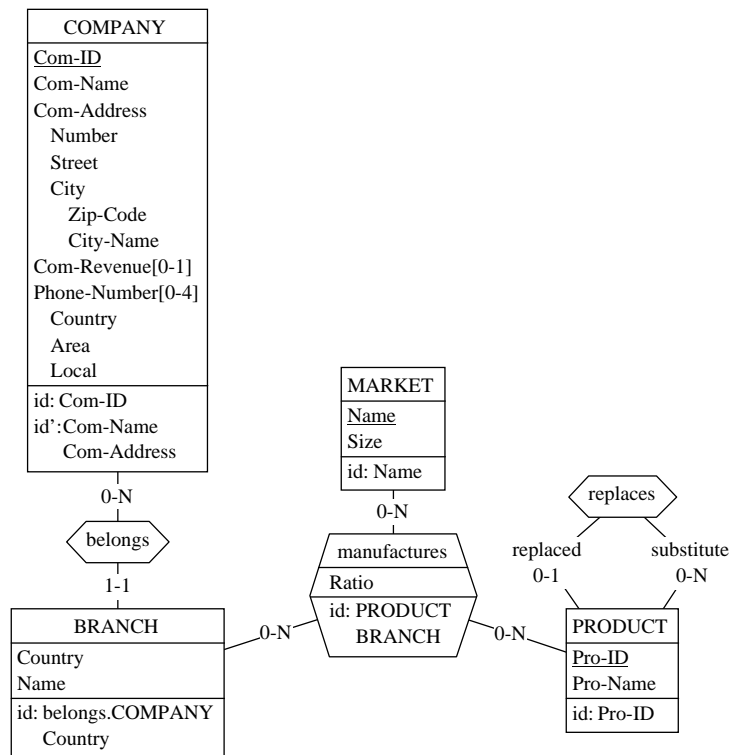 COMPANY
Com-ID
Com-Name
Com-Address
Number
Street
City
Zip-Code
City-Name
Com-Revenue[0-1]
Phone-Number[0-4]
Country
Area
Local
id: Com-ID
id':Com-Name
Com-Address
0-N
belongs
1-1
BRANCH
Country
Name
id: belongs.COMPANY
Country
MARKET
Name
Size
id: Name
0-N
manufactures
Ratio
id: PRODUCT
BRANCH
0-N
0-N
replaces
replaced
0-1
substitute
0-N
PRODUCT
Pro-ID
Pro-Name
id: Pro-ID